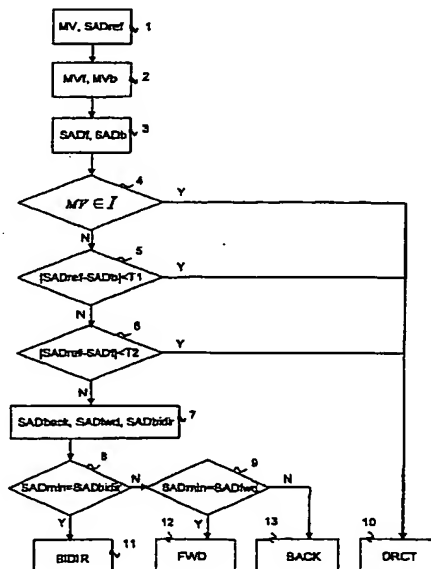 MV, SADref
1
MVf, MVb
2
SADf, SADb
3
4
MV ∈ I
Y
N
5
|SADref-SADb|<T1
Y
N
6
|SADref-SADf|<T2
Y
N
SADback, SADfwd, SADbidir
7
8
9
SADmin=SADbidir
N
SADmin=SADfwd
N
Y
12
Y
13
10
BIDIR
11
FWD
BACK
DRCT